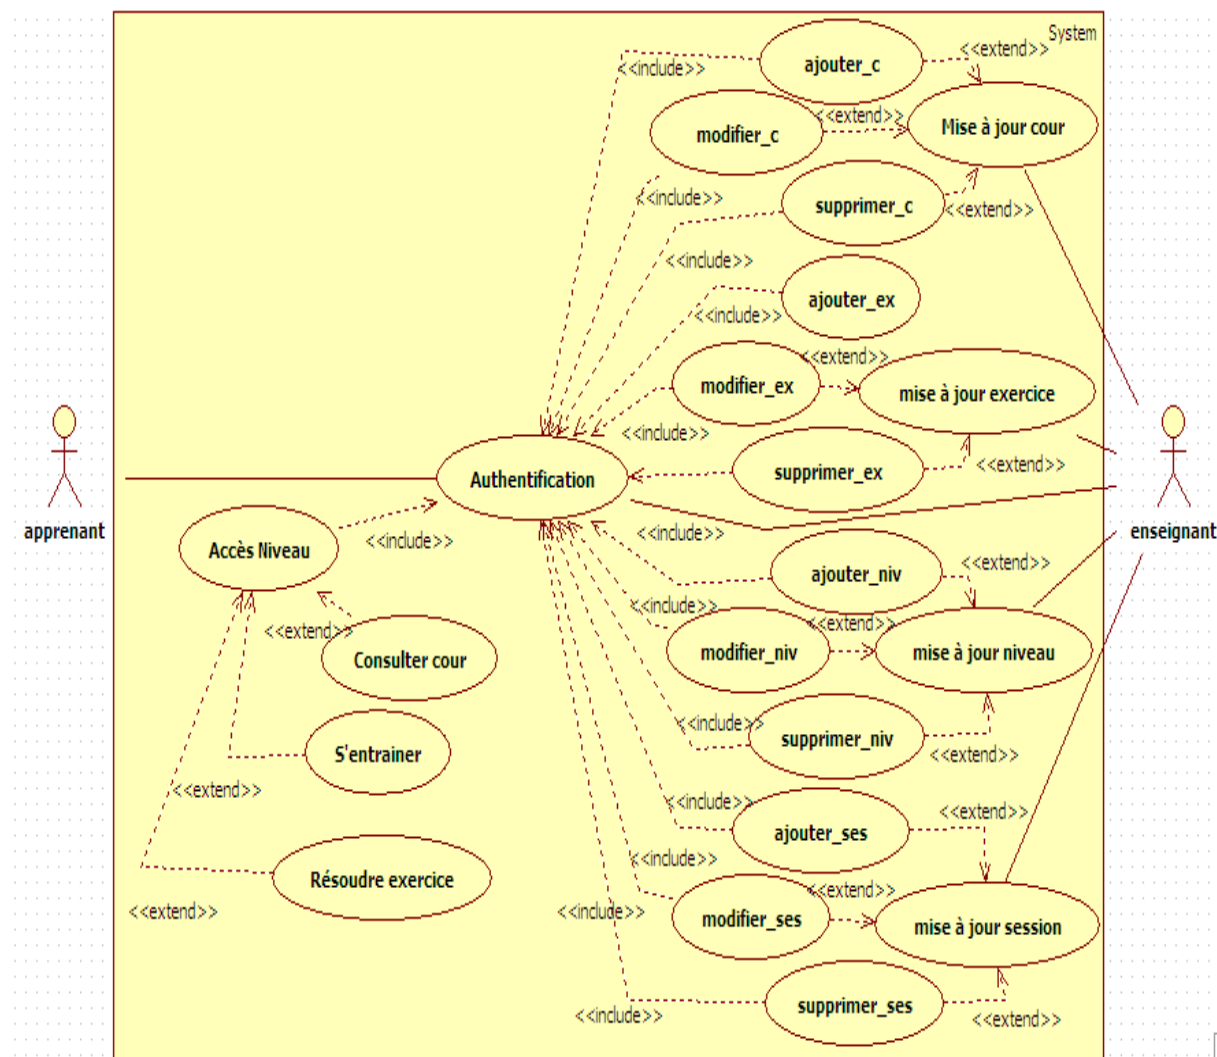 System
<<extend>>
ajouter_c
<<include>>
<<extend>>
Mise à jour cour
modifier_c
<<include>>
supprimer_c
<<extend>>
<<include>>
ajouter_ex
<<include>>
<<extend>>
modifier_ex
mise à jour exercice
<<include>>
<<extend>>
supprimer_ex
Authentification
apprenant
enseignant
<<include>>
<<include>>
Accès Niveau
<<extend>>
ajouter_niv
<<include>>
<<extend>>
<<extend>>
modifier_niv
mise à jour niveau
Consulter cour
<<include>>
supprimer_niv
<<extend>>
S'entrainer
<<extend>>
<<include>>
<<extend>>
ajouter_ses
<<include>>
Résoudre exercice
<<extend>>
<<extend>>
<<include>>
modifier_ses
mise à jour session
supprimer_ses
<<include>>
<<extend>>